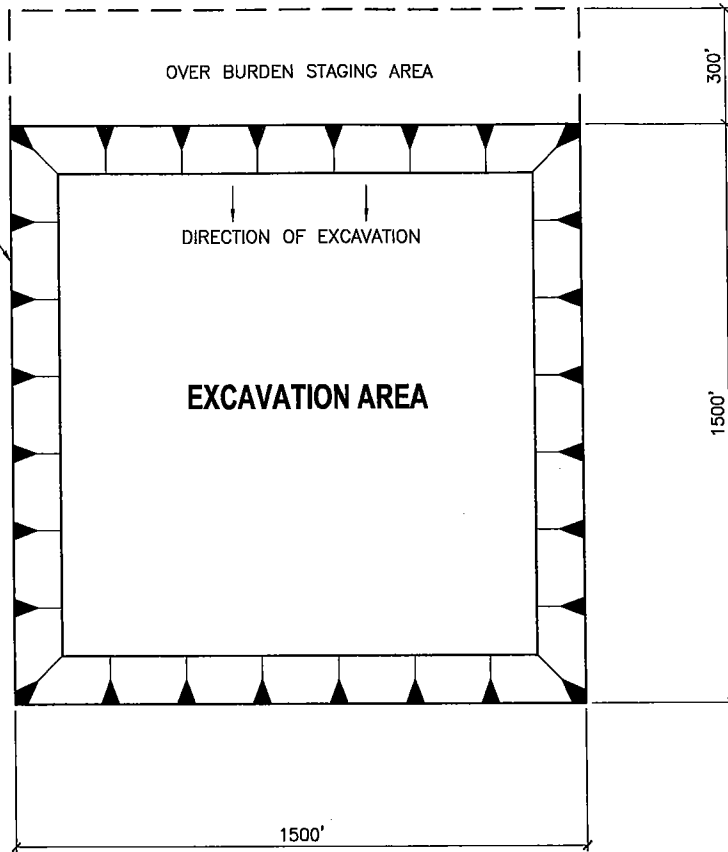 OVER BURDEN STAGING AREA
300'
DIRECTION OF EXCAVATION
EXCAVATION AREA
1500'
1500'